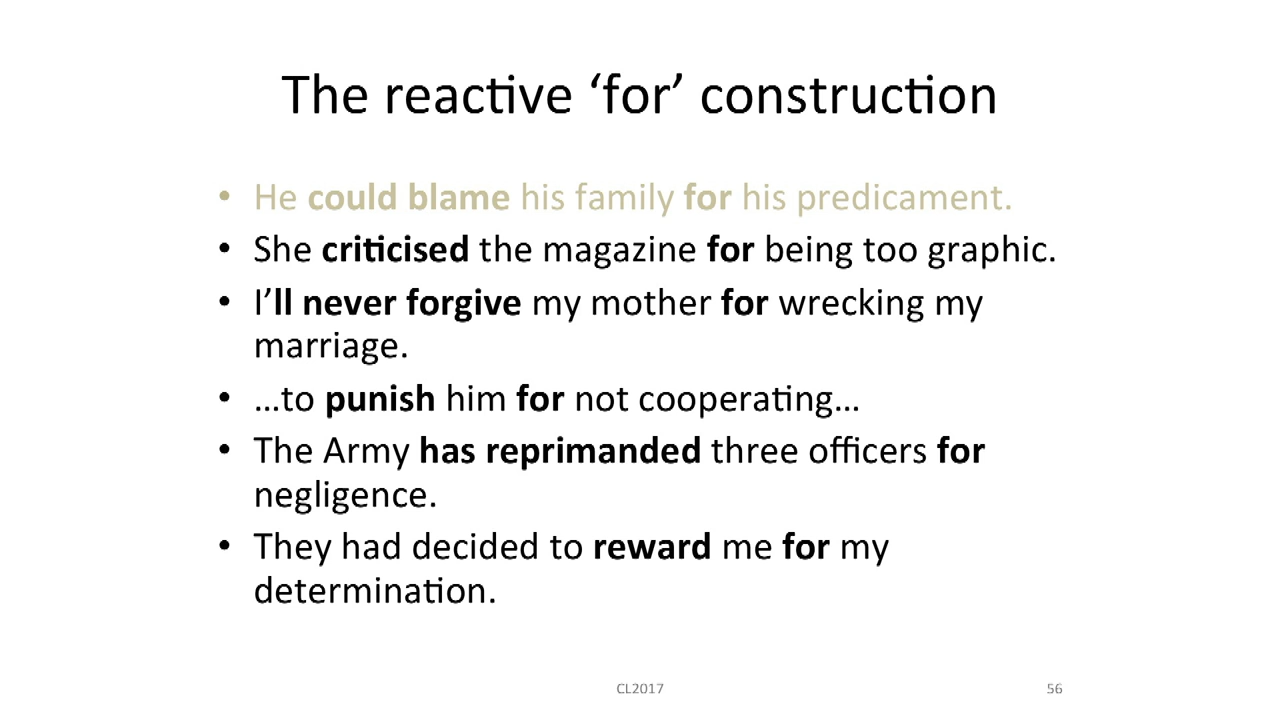 The reactive ‘for’ construction
• He could blame his family for his predicament.
• She criticised the magazine for being too graphic.
• I’ll never forgive my mother for wrecking my
marriage.
• …to punish him for not cooperating…
• The Army has reprimanded three officers for
negligence.
• They had decided to reward me for my
determination.
CL2017
56